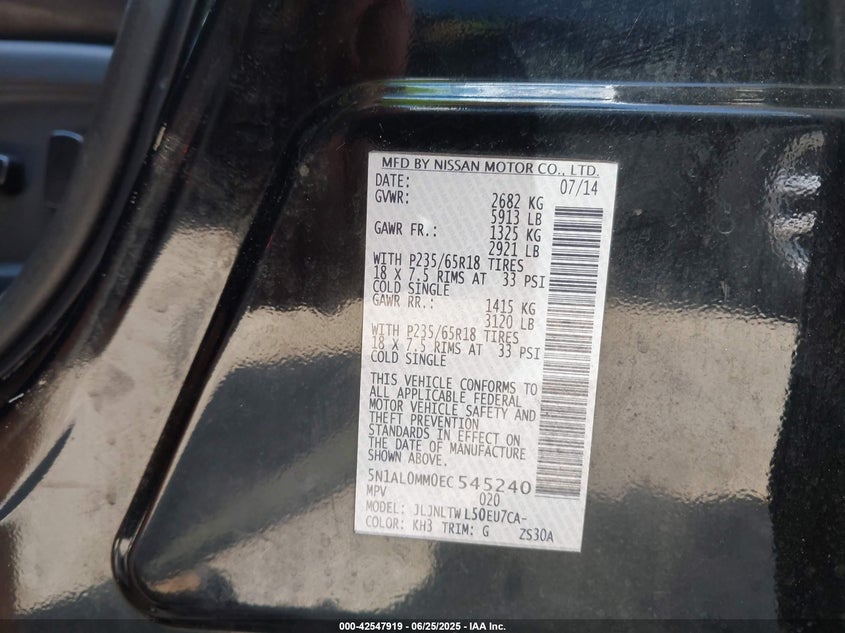 MFD BY NISSAN MOTOR CO., LTD.
DATE: 07/14
GVWR: 2682 KG
5913 LB
GAWR FR.: 1325 KG
2921 LB
WITH P235/65R18 TIRES
18 X 7.5 RIMS AT 33 PSI
COLD SINGLE
GAWR RR.: 1415 KG
3120 LB
WITH P235/65R18 TIRES
18 X 7.5 RIMS AT 33 PSI
COLD SINGLE
THIS VEHICLE CONFORMS TO
ALL APPLICABLE FEDERAL
MOTOR VEHICLE SAFETY AND
THEFT PREVENTION
STANDARDS IN EFFECT ON
THE DATE OF MANUFACTURE
SHOWN ABOVE.
5N1AL0MM0EC545240
MPV 020
MODEL: JLJNLTWL50EU7CA-
COLOR: KH3 TRIM: G ZS30A
000-42547919 / 06/25/2025 - IAA Inc.